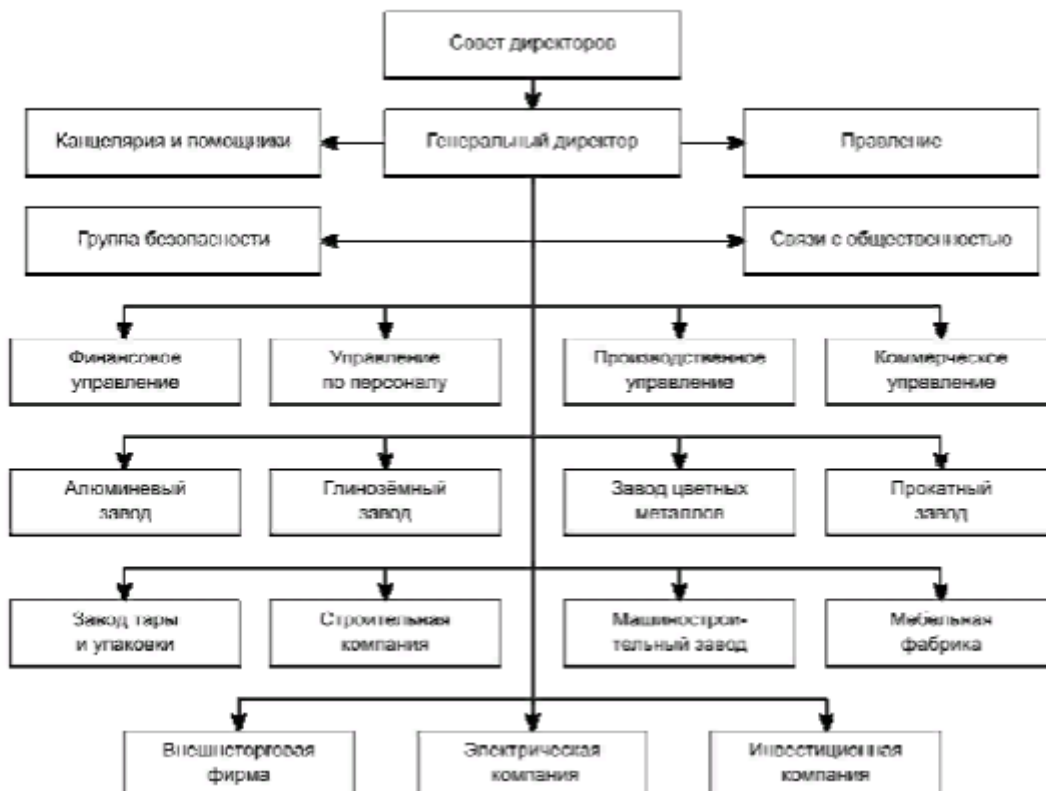 Совет директоров
Канцелярия и помощники
Генеральный директор
Правление
Группа безопасности
Связи с общественностью
Финансовое
управление
Управление
по персоналу
Производственное
управление
Коммерческое
управление
Алюминевый
завод
Глинозёмный
завод
Завод цветных
металлов
Прокатный
завод
Завод тары
и упаковки
Строительная
компания
Машинострои-
тельный завод
Мебельная
фабрика
Внешнеторговая
фирма
Электрическая
компания
Инвестиционная
компания